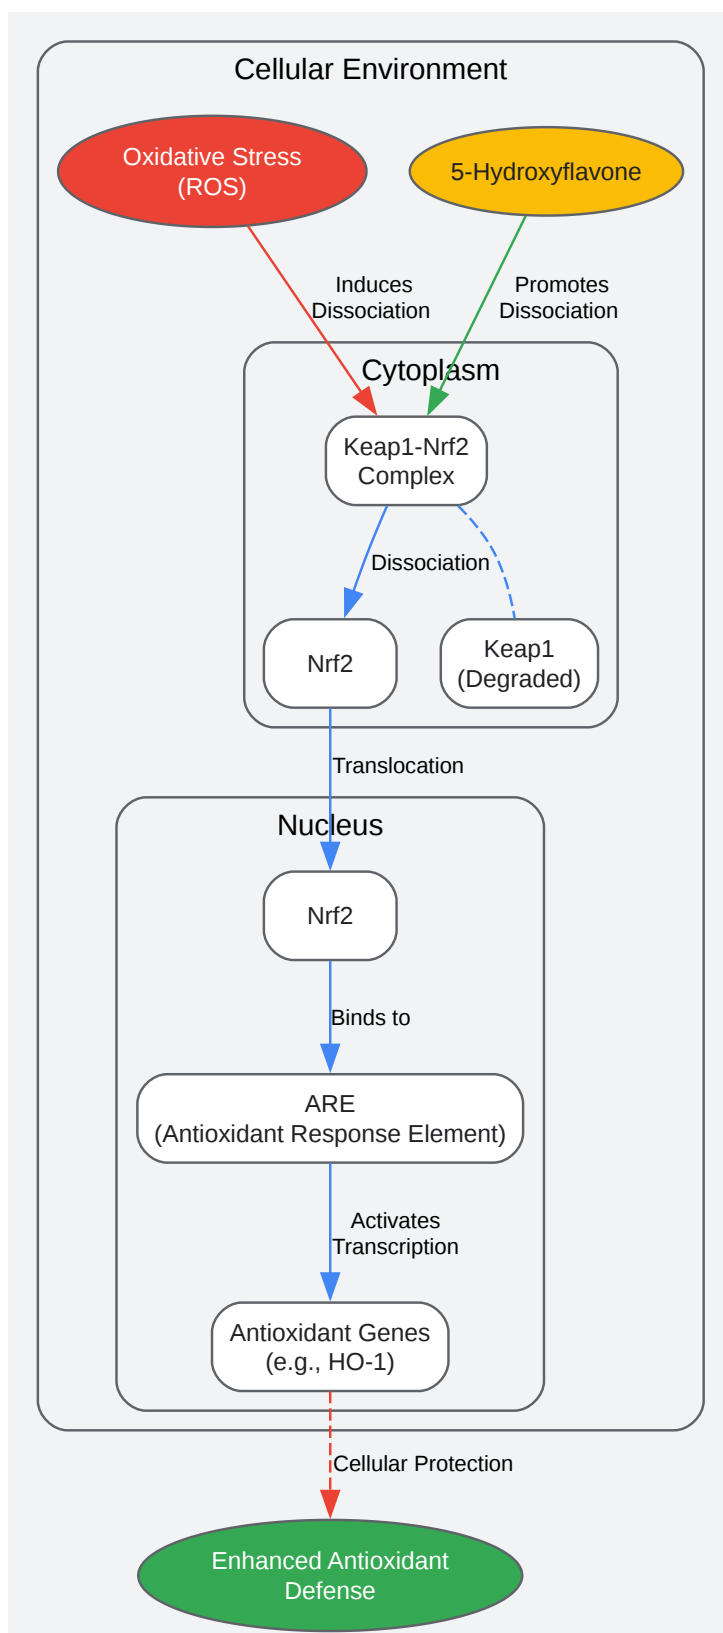 Cellular Environment
Oxidative Stress
(ROS)
5-Hydroxyflavone
Induces
Dissociation
Promotes
Dissociation
Cytoplasm
Keap1-Nrf2
Complex
Dissociation
Nrf2
Keap1
(Degraded)
Translocation
Nucleus
Nrf2
Binds to
ARE
(Antioxidant Response Element)
Activates
Transcription
Antioxidant Genes
(e.g., HO-1)
Cellular Protection
Enhanced Antioxidant
Defense